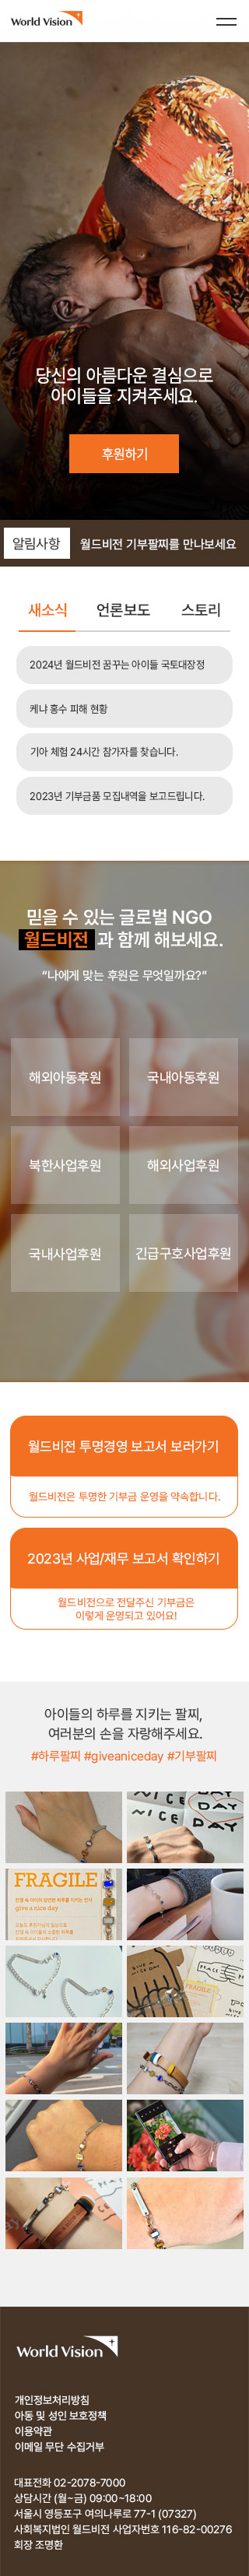 World Vision
당신의 아름다운 결심으로
아이들을 지켜주세요.
후원하기
알림사항 월드비전 기부팔찌를 만나보세요
새소식 언론보도 스토리
2024년 월드비전 꿈꾸는 아이들 국토대장정
케냐 홍수 피해 현황
기아 체험 24시간 참가자를 찾습니다.
2023년 기부금품 모집내역을 보고드립니다.
믿을 수 있는 글로벌 NGO
월드비전과 함께 해보세요.
“나에게 맞는 후원은 무엇일까요?”
해외아동후원 국내아동후원
북한사업후원 해외사업후원
국내사업후원 긴급구호사업후원
월드비전 투명경영 보고서 보러가기
월드비전은 투명한 기부금 운영을 약속합니다.
2023년 사업/재무 보고서 확인하기
월드비전으로 전달주신 기부금은
이렇게 운영되고 있어요!
아이들의 하루를 지키는 팔찌,
여러분의 손을 자랑해주세요.
#하루팔찌 #giveaniceday #기부팔찌
NICE DAY
NICE DAY
FRAGILE
give a nice day
World Vision
개인정보처리방침
아동 및 성인 보호정책
이용약관
이메일 무단 수집거부
대표전화 02-2078-7000
상담시간 (월~금) 09:00~18:00
서울시 영등포구 여의나루로 77-1 (07327)
사회복지법인 월드비전 사업자번호 116-82-00276
회장 조명환